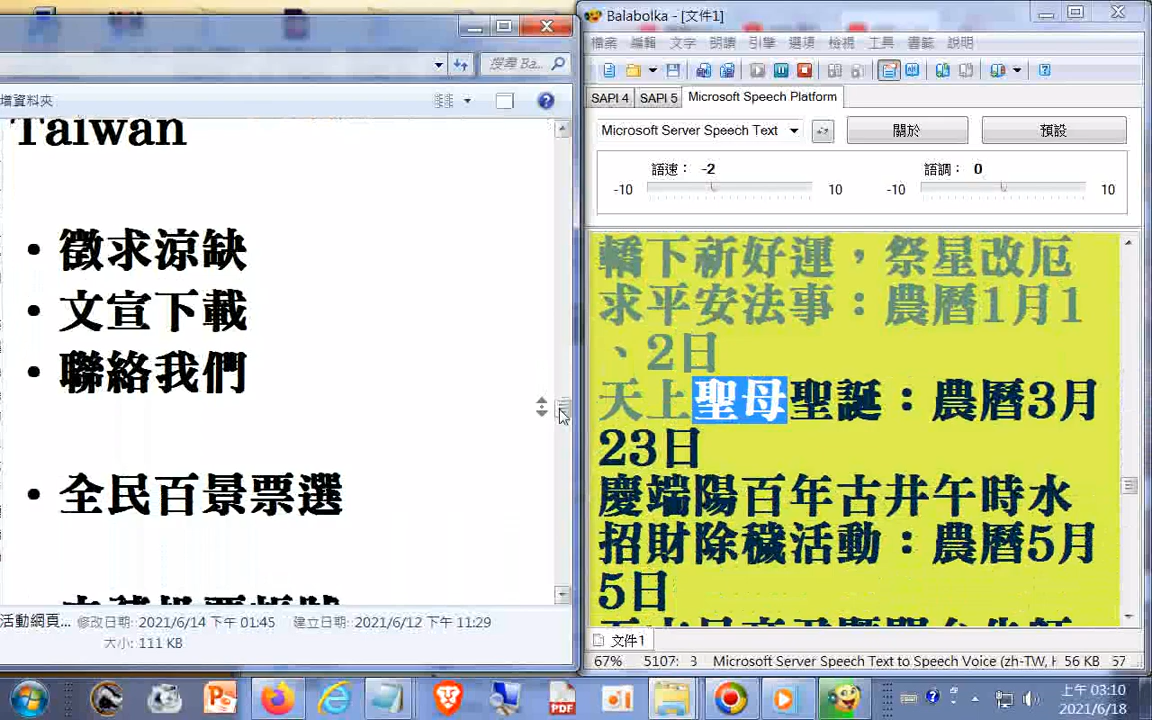 搜尋 Ba...
增資料夾
Taiwan
• 徵求涼缺
• 文宣下載
• 聯絡我們
• 全民百景票選
活動網頁... 修改日期: 2021/6/14 下午 01:45 建立日期: 2021/6/12 下午 11:29
大小: 111 KB
Balabolka - [文件1]
檔案 編輯 文字 朗讀 引擎 選項 檢視 工具 書籤 說明
SAPI 4 SAPI 5 Microsoft Speech Platform
Microsoft Server Speech Text 關於 預設
語速： -2 語調： 0
-10 10 -10 10
轎下祈好運，祭星改厄
求平安法事：農曆1月1
、2日
天上聖母聖誕：農曆3月
23日
慶端陽百年古井午時水
招財除穢活動：農曆5月
5日
文件1
67% 5107: 3 Microsoft Server Speech Text to Speech Voice (zh-TW, H 56 KB 57
PDF
上午 03:10
2021/6/18